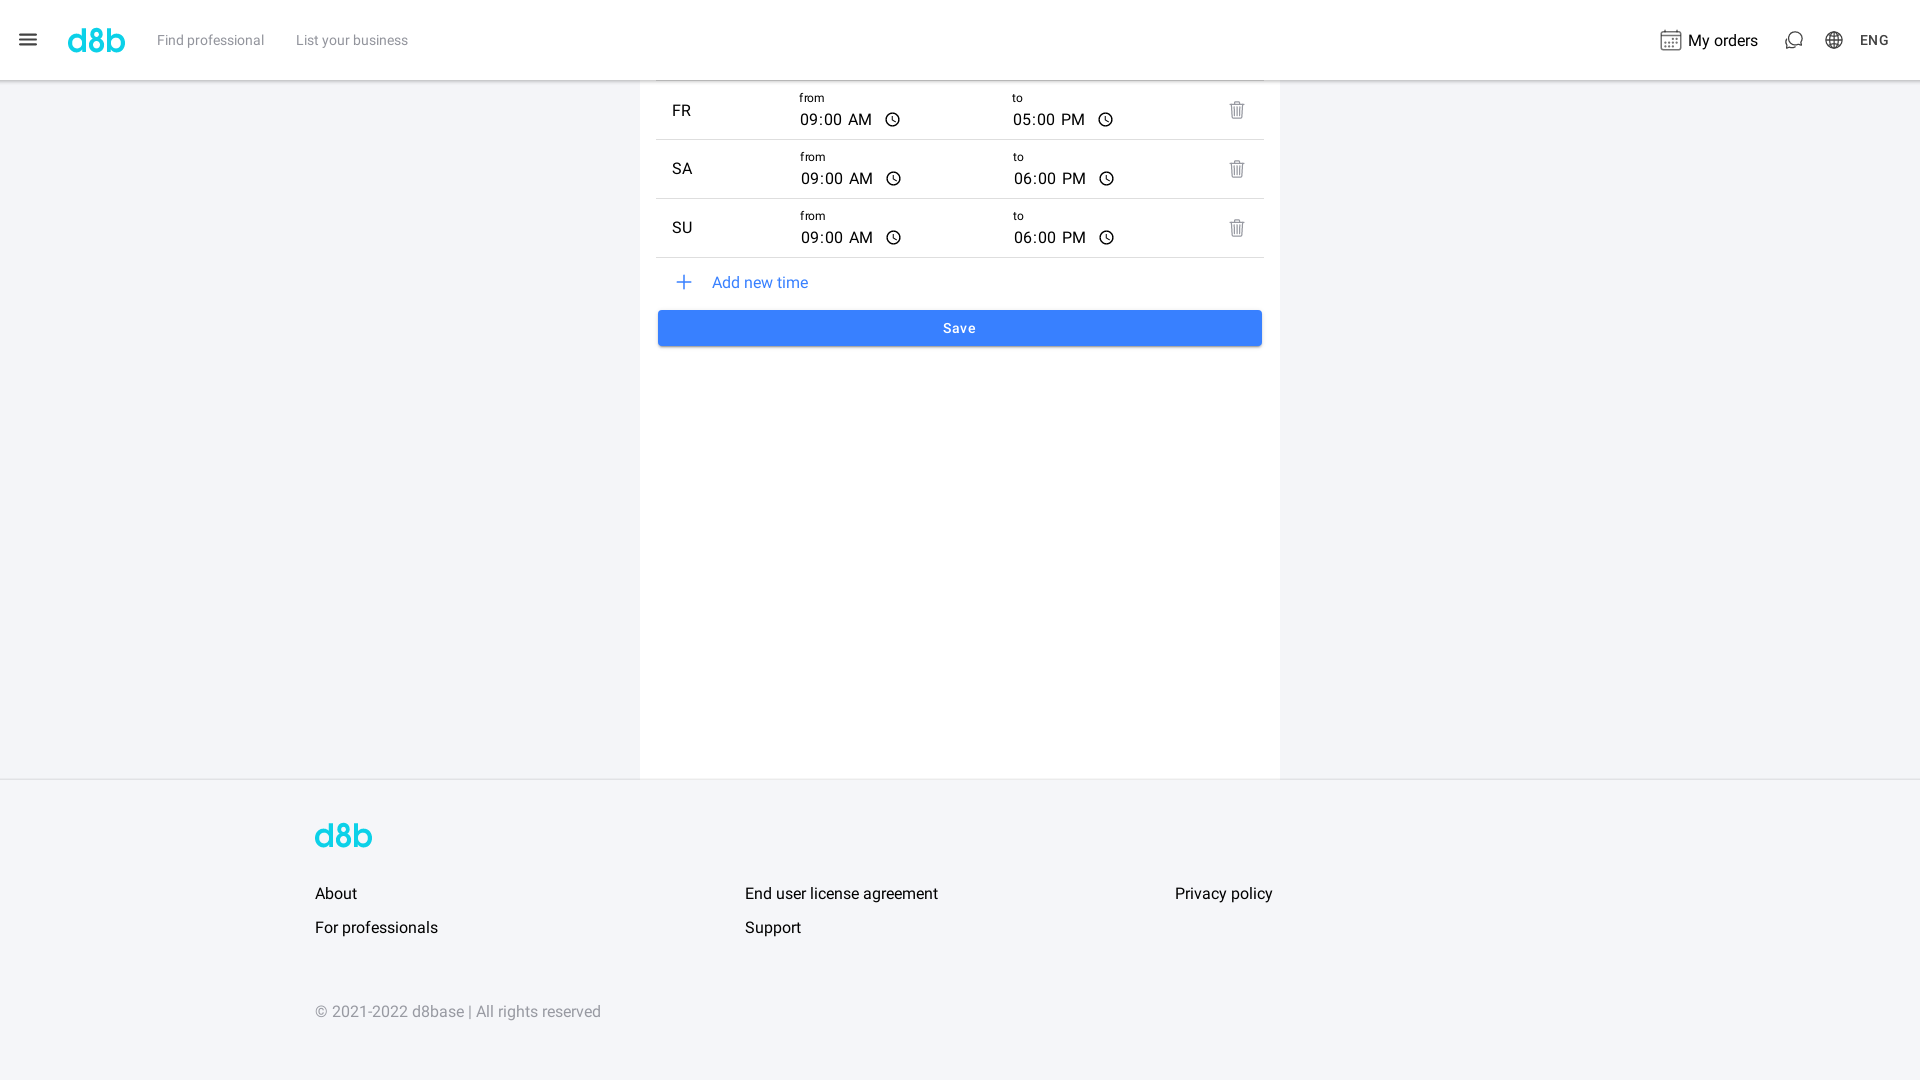 d8b
Find professional
List your business
My orders
ENG
FR
from
09:00 AM
to
05:00 PM
SA
from
09:00 AM
to
06:00 PM
SU
from
09:00 AM
to
06:00 PM
Add new time
Save
d8b
About
End user license agreement
Privacy policy
For professionals
Support
© 2021-2022 d8base | All rights reserved